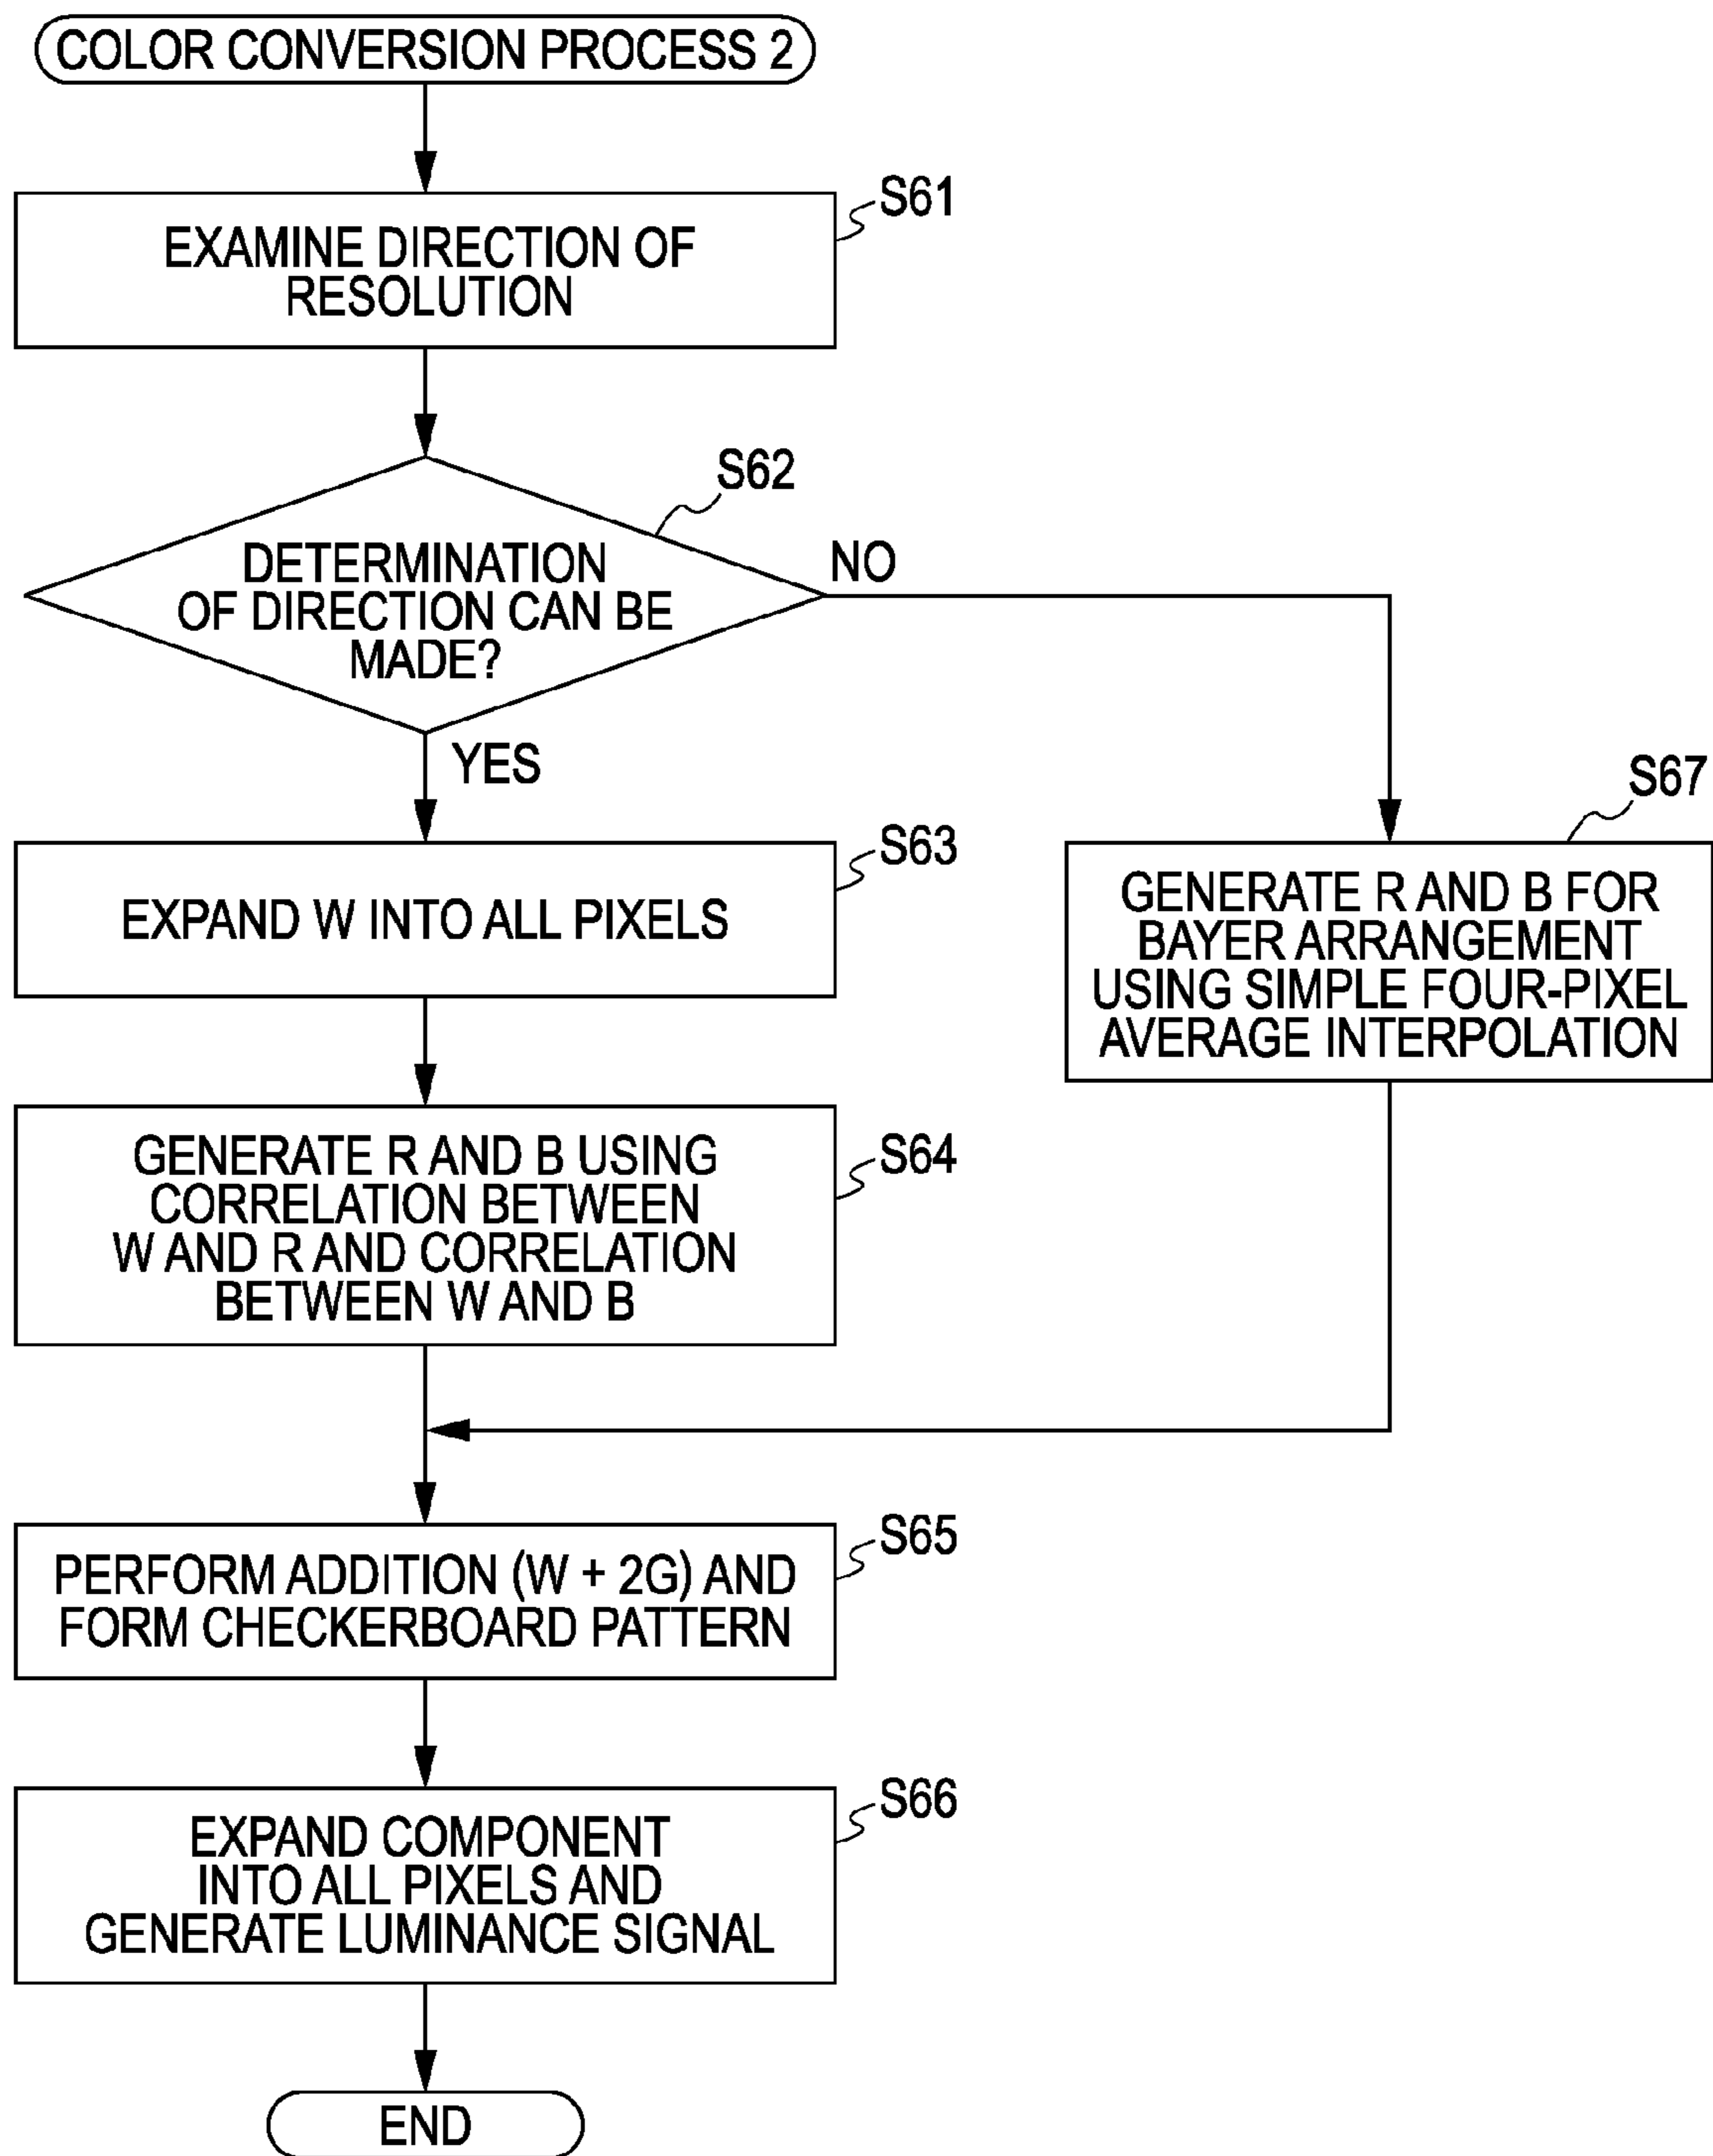 COLOR CONVERSION PROCESS 2
S61
EXAMINE DIRECTION OF
RESOLUTION
S62
DETERMINATION
OF DIRECTION CAN BE
MADE?
NO
YES
S63
EXPAND W INTO ALL PIXELS
S67
GENERATE R AND B FOR
BAYER ARRANGEMENT
USING SIMPLE FOUR-PIXEL
AVERAGE INTERPOLATION
S64
GENERATE R AND B USING
CORRELATION BETWEEN
W AND R AND CORRELATION
BETWEEN W AND B
S65
PERFORM ADDITION (W + 2G) AND
FORM CHECKERBOARD PATTERN
S66
EXPAND COMPONENT
INTO ALL PIXELS AND
GENERATE LUMINANCE SIGNAL
END